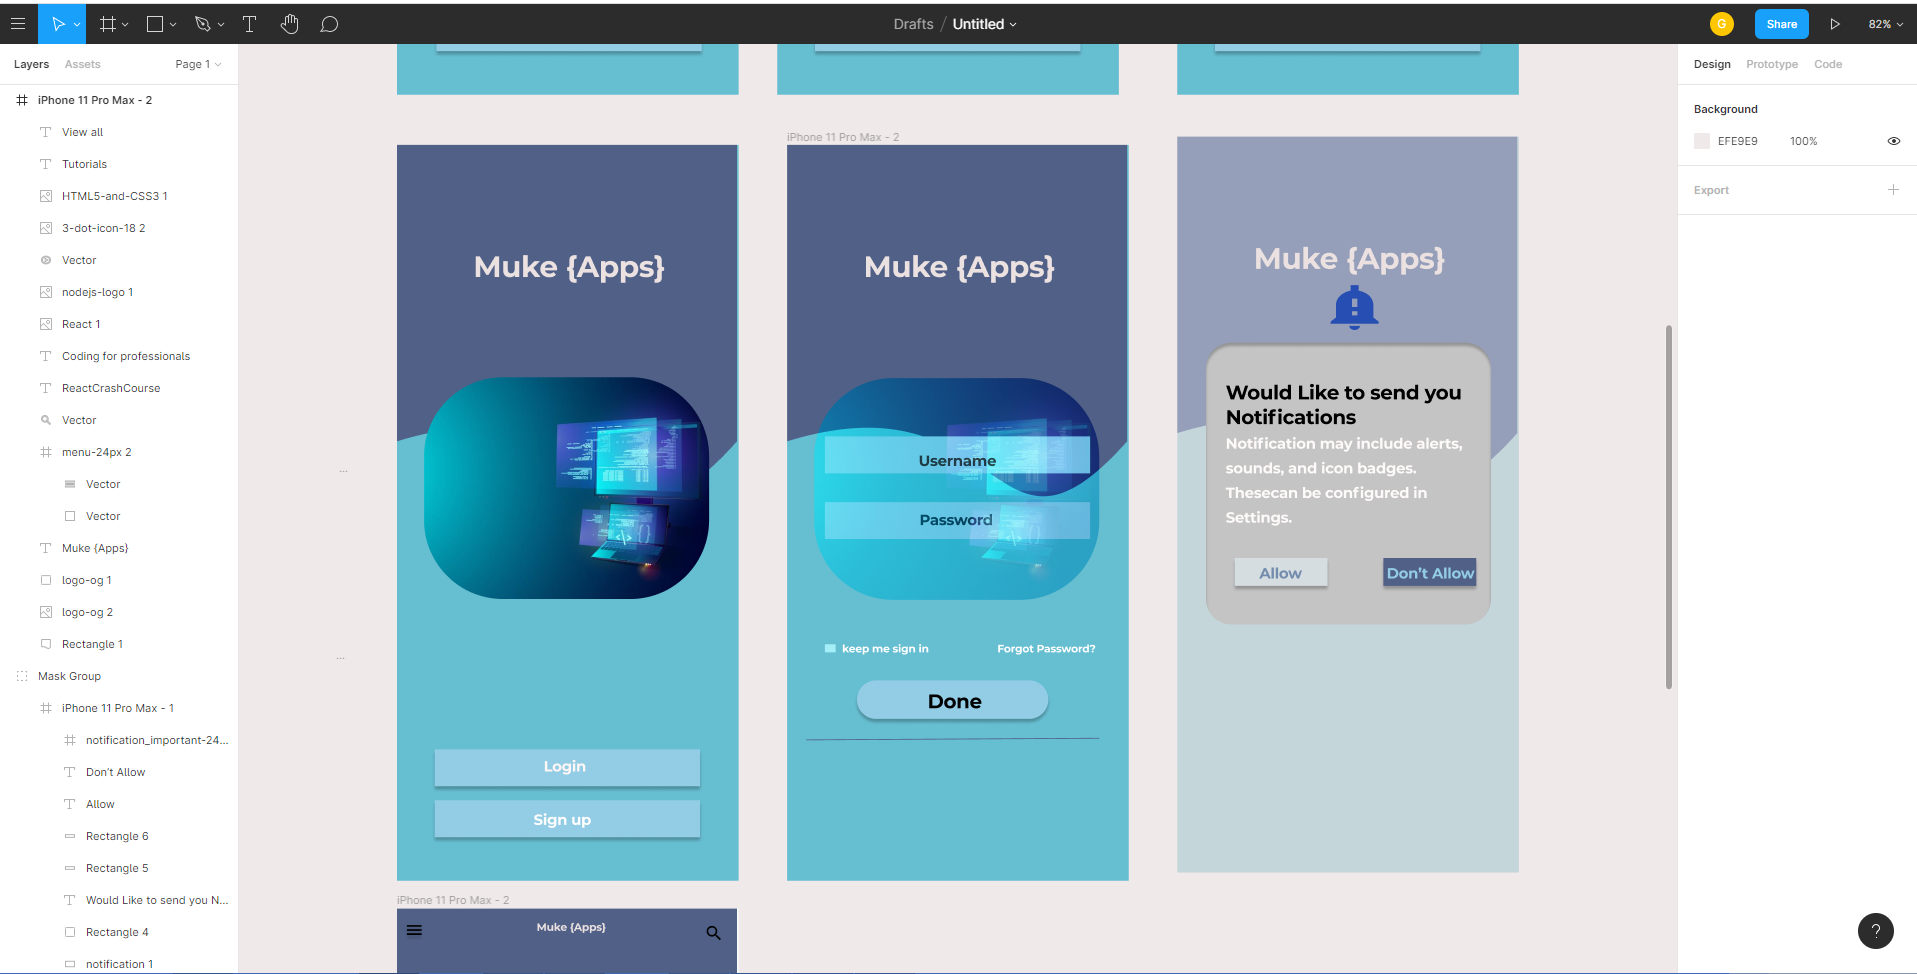 Drafts / Untitled
G
Share
82%
Layers
Assets
Page 1
iPhone 11 Pro Max - 2
View all
Tutorials
HTML5-and-CSS3 1
3-dot-icon-18 2
Vector
nodejs-logo 1
React 1
Coding for professionals
ReactCrashCourse
Vector
menu-24px 2
Vector
Vector
Muke {Apps}
logo-og 1
logo-og 2
Rectangle 1
Mask Group
iPhone 11 Pro Max - 1
notification_important-24...
Don't Allow
Allow
Rectangle 6
Rectangle 5
Would Like to send you N...
Rectangle 4
notification 1
...
...
Muke {Apps}
Login
Sign up
iPhone 11 Pro Max - 2
Muke {Apps}
Username
Password
keep me sign in
Forgot Password?
Done
Muke {Apps}
Would Like to send you
Notifications
Notification may include alerts,
sounds, and icon badges.
Thesecan be configured in
Settings.
Allow
Don't Allow
iPhone 11 Pro Max - 2
Muke {Apps}
Design
Prototype
Code
Background
EFE9E9
100%
Export
?